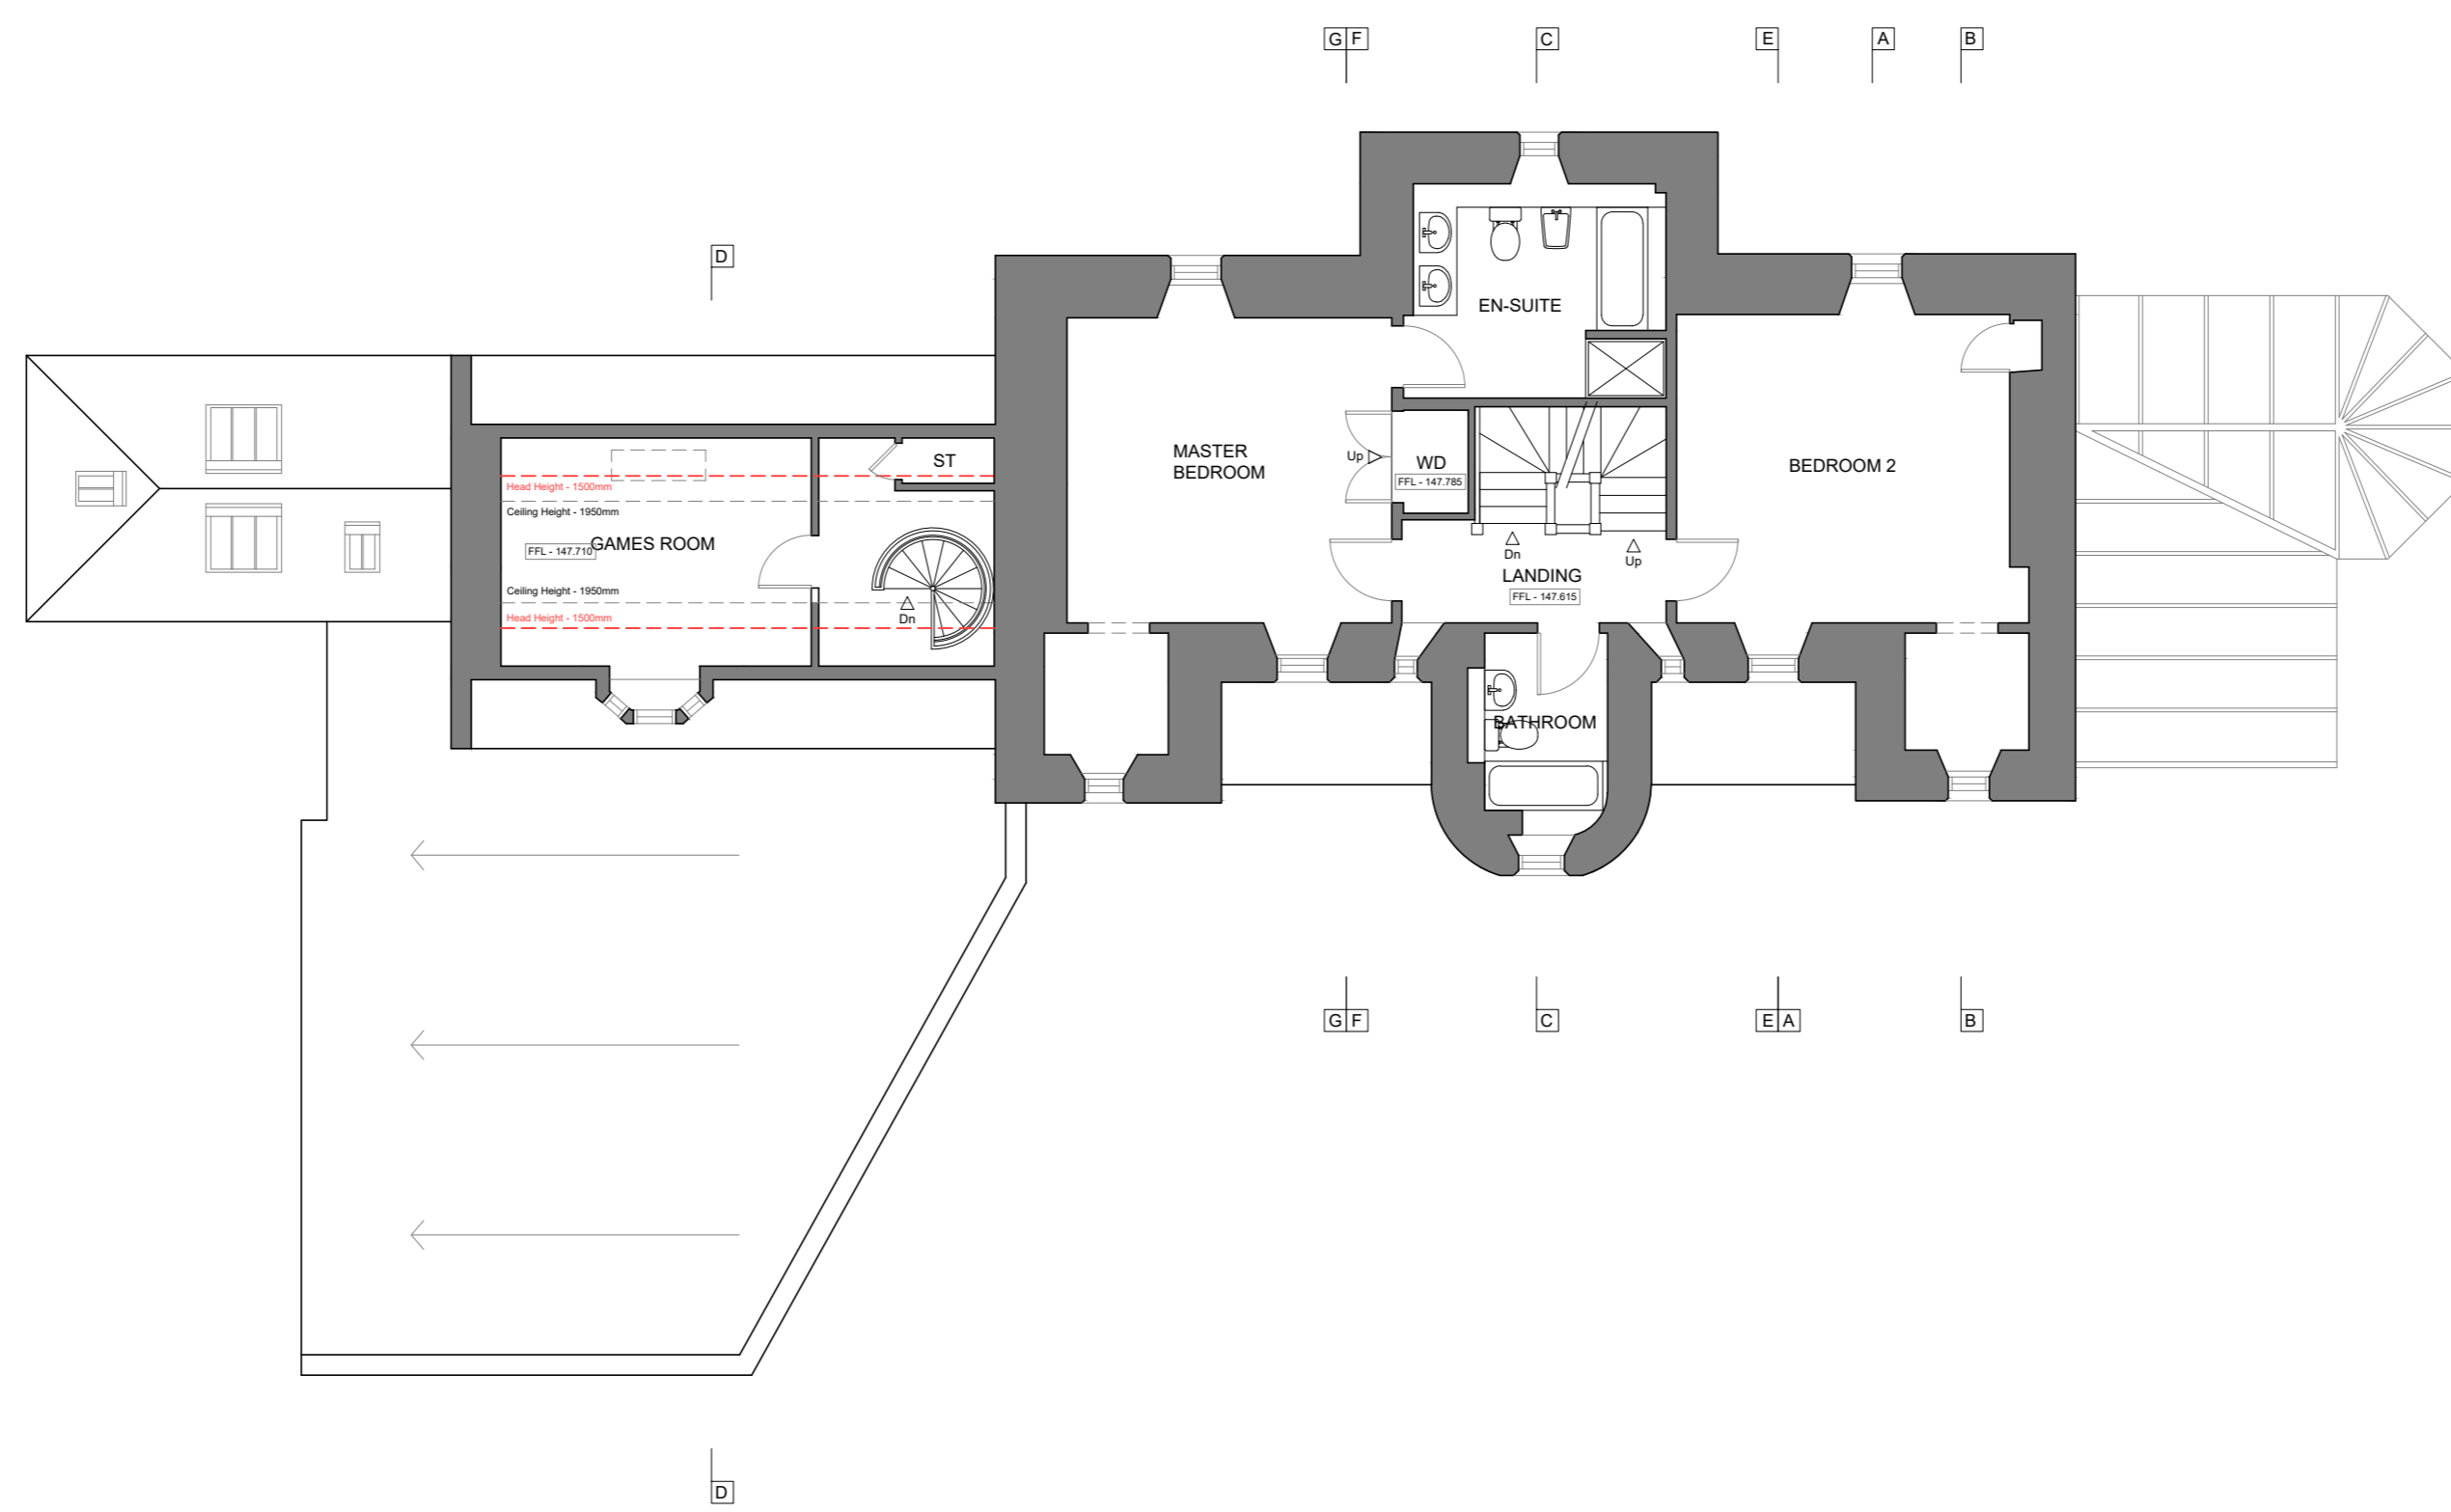 G F
C
E
A
B
D
EN-SUITE
MASTER
BEDROOM
ST
Up
WD
FFL - 147.785
BEDROOM 2
Head Height - 1500mm
Ceiling Height - 1950mm
GAMES ROOM
FFL - 147.710
Dn
Up
LANDING
FFL - 147.615
Ceiling Height - 1950mm
Head Height - 1500mm
Dn
BATHROOM
G F
C
E A
B
D